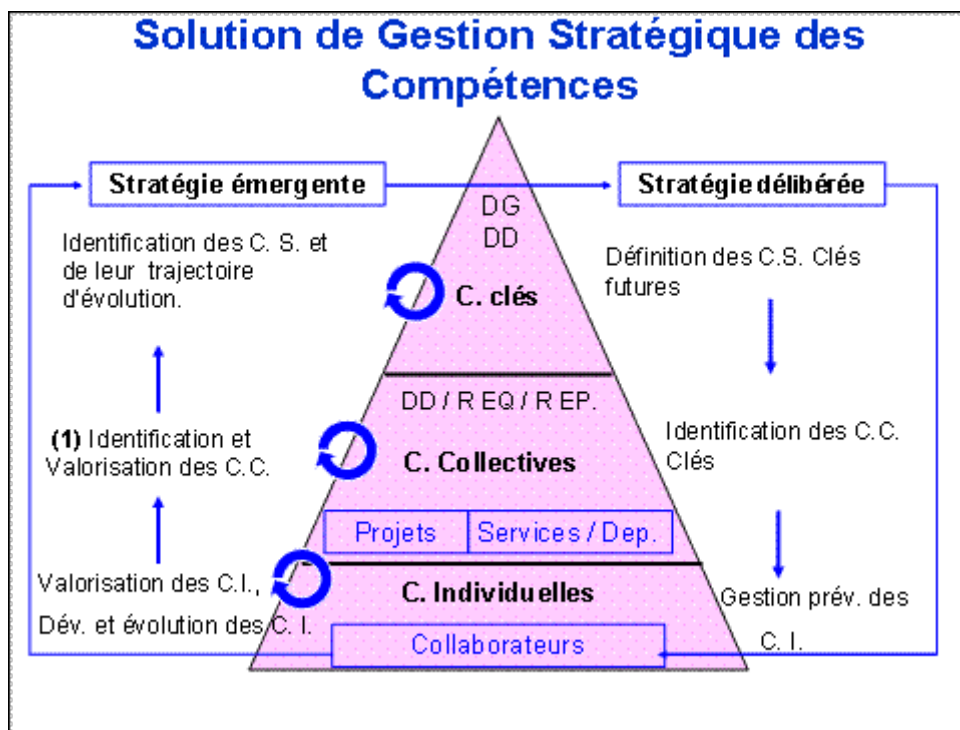 Solution de Gestion Stratégique des
Compétences
Stratégie émergente
Stratégie délibérée
DG
DD
Identification des C. S. et
de leur trajectoire
d'évolution.
Définition des C.S. Clés
futures
C. clés
DD / R EQ / R EP.
(1) Identification et
Valorisation des C.C.
Identification des C.C.
Clés
C. Collectives
Projets
Services / Dep.
Valorisation des C.I.,
Dév. et évolution des C. I.
C. Individuelles
Gestion prév. des
C. I.
Collaborateurs